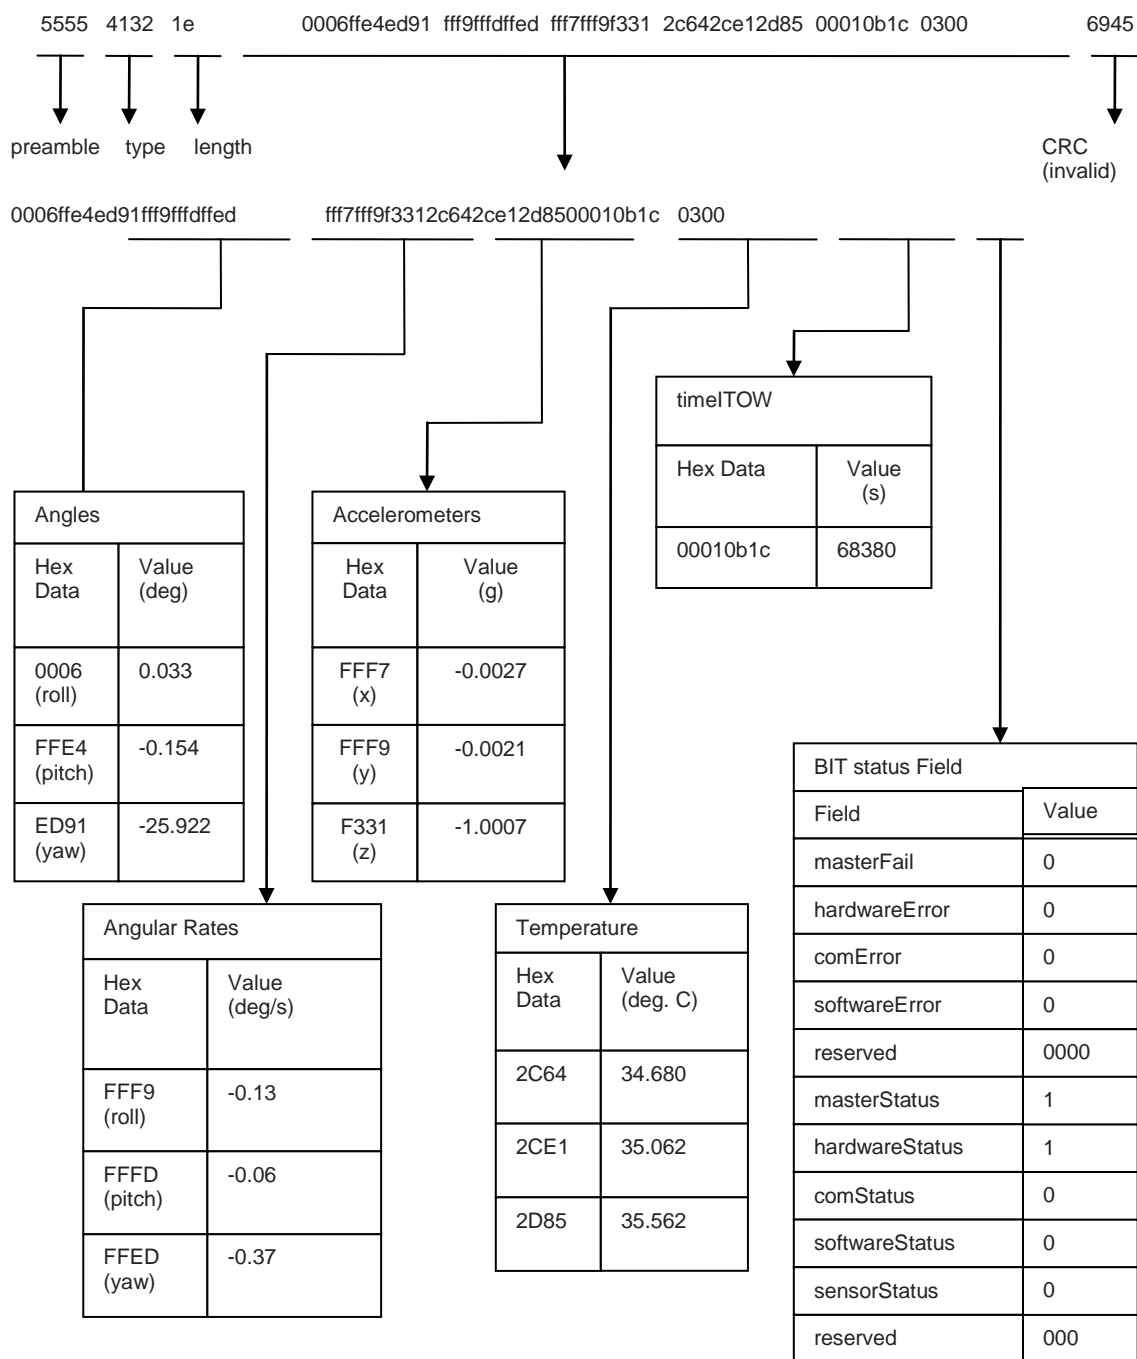 5555 4132 1e 0006ffe4ed91 fff9fffdffed fff7fff9f331 2c642ce12d85 00010b1c 0300 6945
preamble type length
CRC
(invalid)
0006ffe4ed91fff9fffdffed fff7fff9f3312c642ce12d8500010b1c 0300
timeITOW
Hex Data
Value
(s)
00010b1c 68380
Angles
Hex
Data
Value
(deg)
0006
(roll)
0.033
FFE4
(pitch)
-0.154
ED91
(yaw)
-25.922
Accelerometers
Hex
Data
Value
(g)
FFF7
(x)
-0.0027
FFF9
(y)
-0.0021
F331
(z)
-1.0007
Angular Rates
Hex
Data
Value
(deg/s)
FFF9
(roll)
-0.13
FFFD
(pitch)
-0.06
FFED
(yaw)
-0.37
Temperature
Hex
Data
Value
(deg. C)
2C64 34.680
2CE1 35.062
2D85 35.562
BIT status Field
Field Value
masterFail 0
hardwareError 0
comError 0
softwareError 0
reserved 0000
masterStatus 1
hardwareStatus 1
comStatus 0
softwareStatus 0
sensorStatus 0
reserved 000